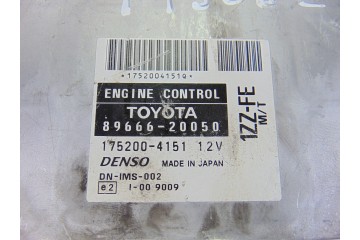 *175200415Q*
ENGINE CONTROL
TOYOTA
89666-20050
175200-4151 12V
DENSO MADE IN JAPAN
DN-IMS-002
e2 I-00 9009
1ZZ-FE
M/T